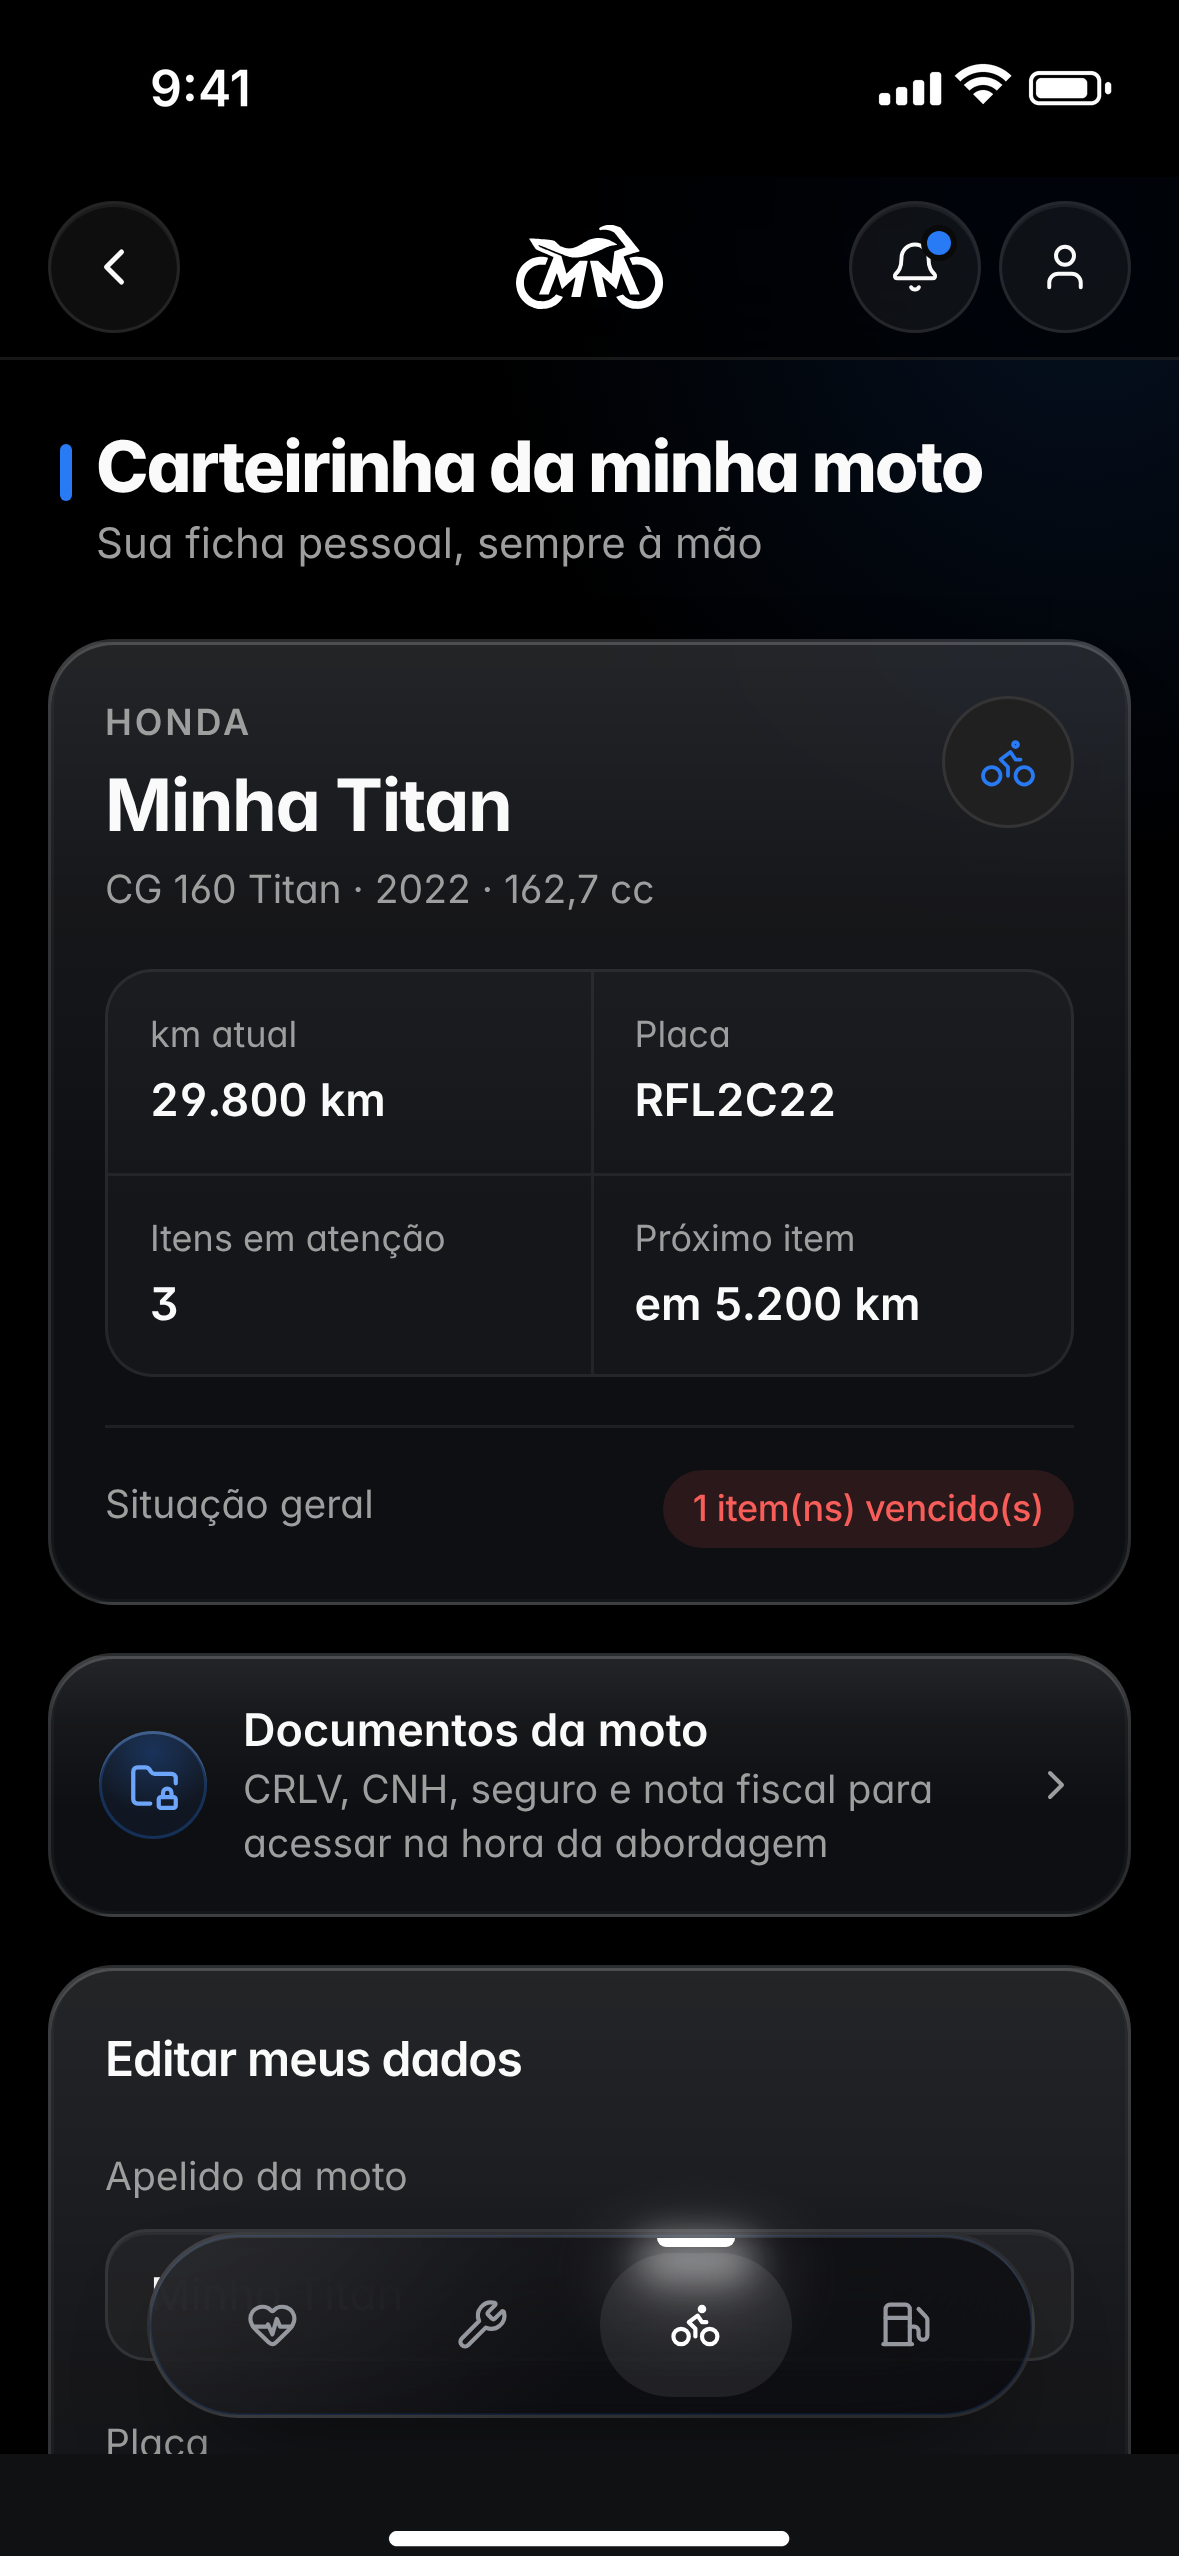 9:41
MM
Carteirinha da minha moto
Sua ficha pessoal, sempre à mão
HONDA
Minha Titan
CG 160 Titan · 2022 · 162,7 cc
km atual
29.800 km
Placa
RFL2C22
Itens em atenção
3
Próximo item
em 5.200 km
Situação geral
1 item(ns) vencido(s)
Documentos da moto
CRLV, CNH, seguro e nota fiscal para
acessar na hora da abordagem
Editar meus dados
Apelido da moto
Minha Titan
Placa